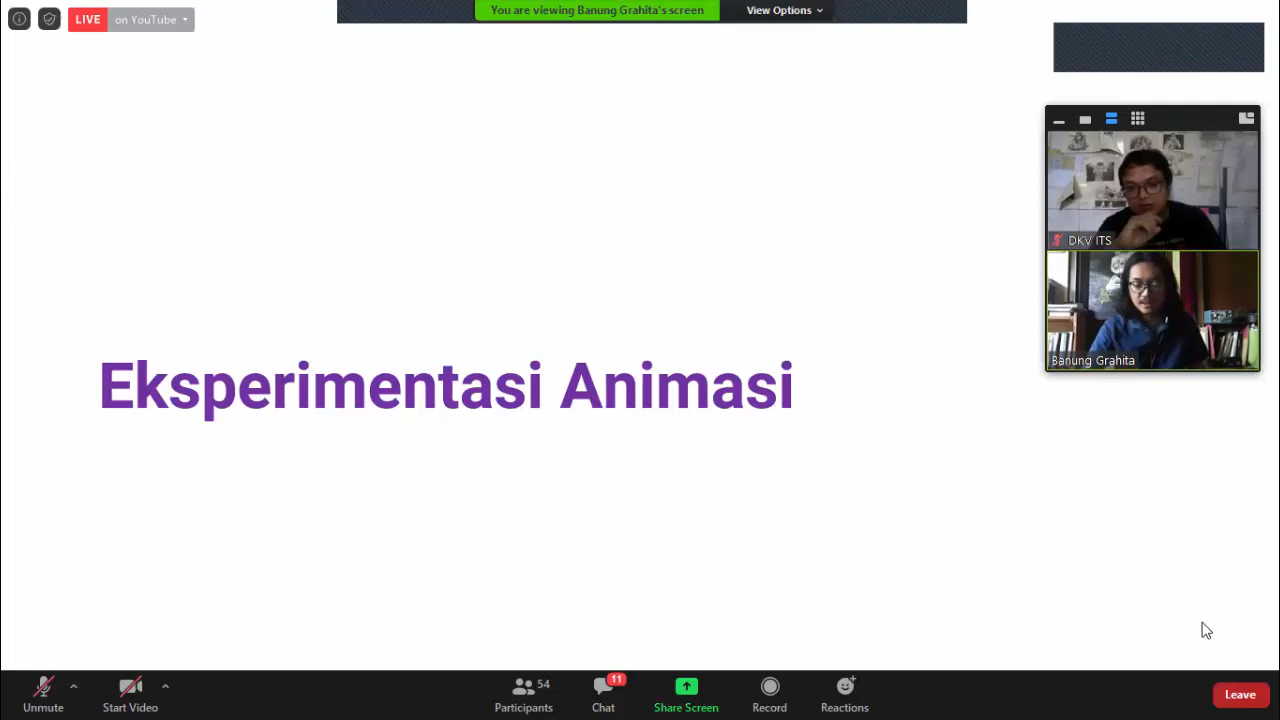 LIVE on YouTube
You are viewing Banung Grahita's screen
View Options
DKV ITS
Banung Grahita
Eksperimentasi Animasi
Unmute
Start Video
54
Participants
11
Chat
Share Screen
Record
Reactions
Leave